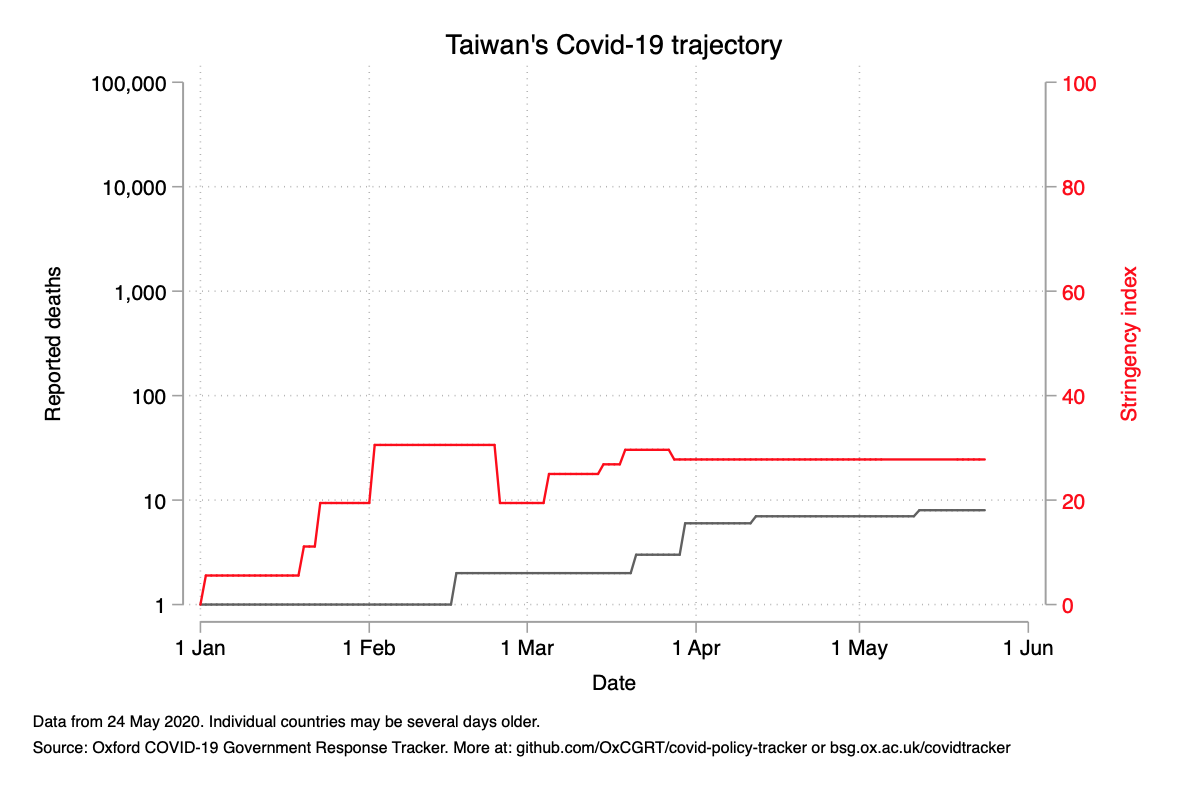 Taiwan's Covid-19 trajectory
100,000
10,000
1,000
100
10
1
Reported deaths
100
80
60
40
20
0
Stringency index
1 Jan 1 Feb 1 Mar 1 Apr 1 May 1 Jun
Date
Data from 24 May 2020. Individual countries may be several days older.
Source: Oxford COVID-19 Government Response Tracker. More at: github.com/OxCGRT/covid-policy-tracker or bsg.ox.ac.uk/covidtracker